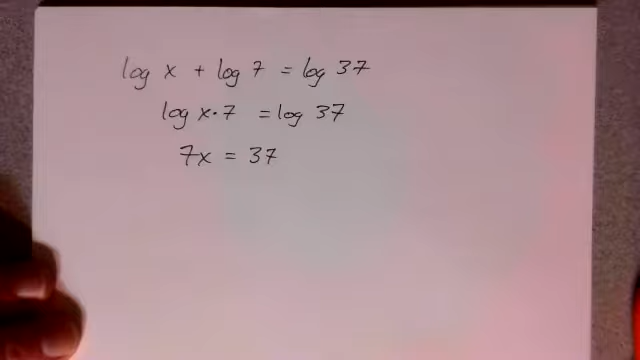 log x + log 7 = log 37
log x·7 = log 37
7x = 37